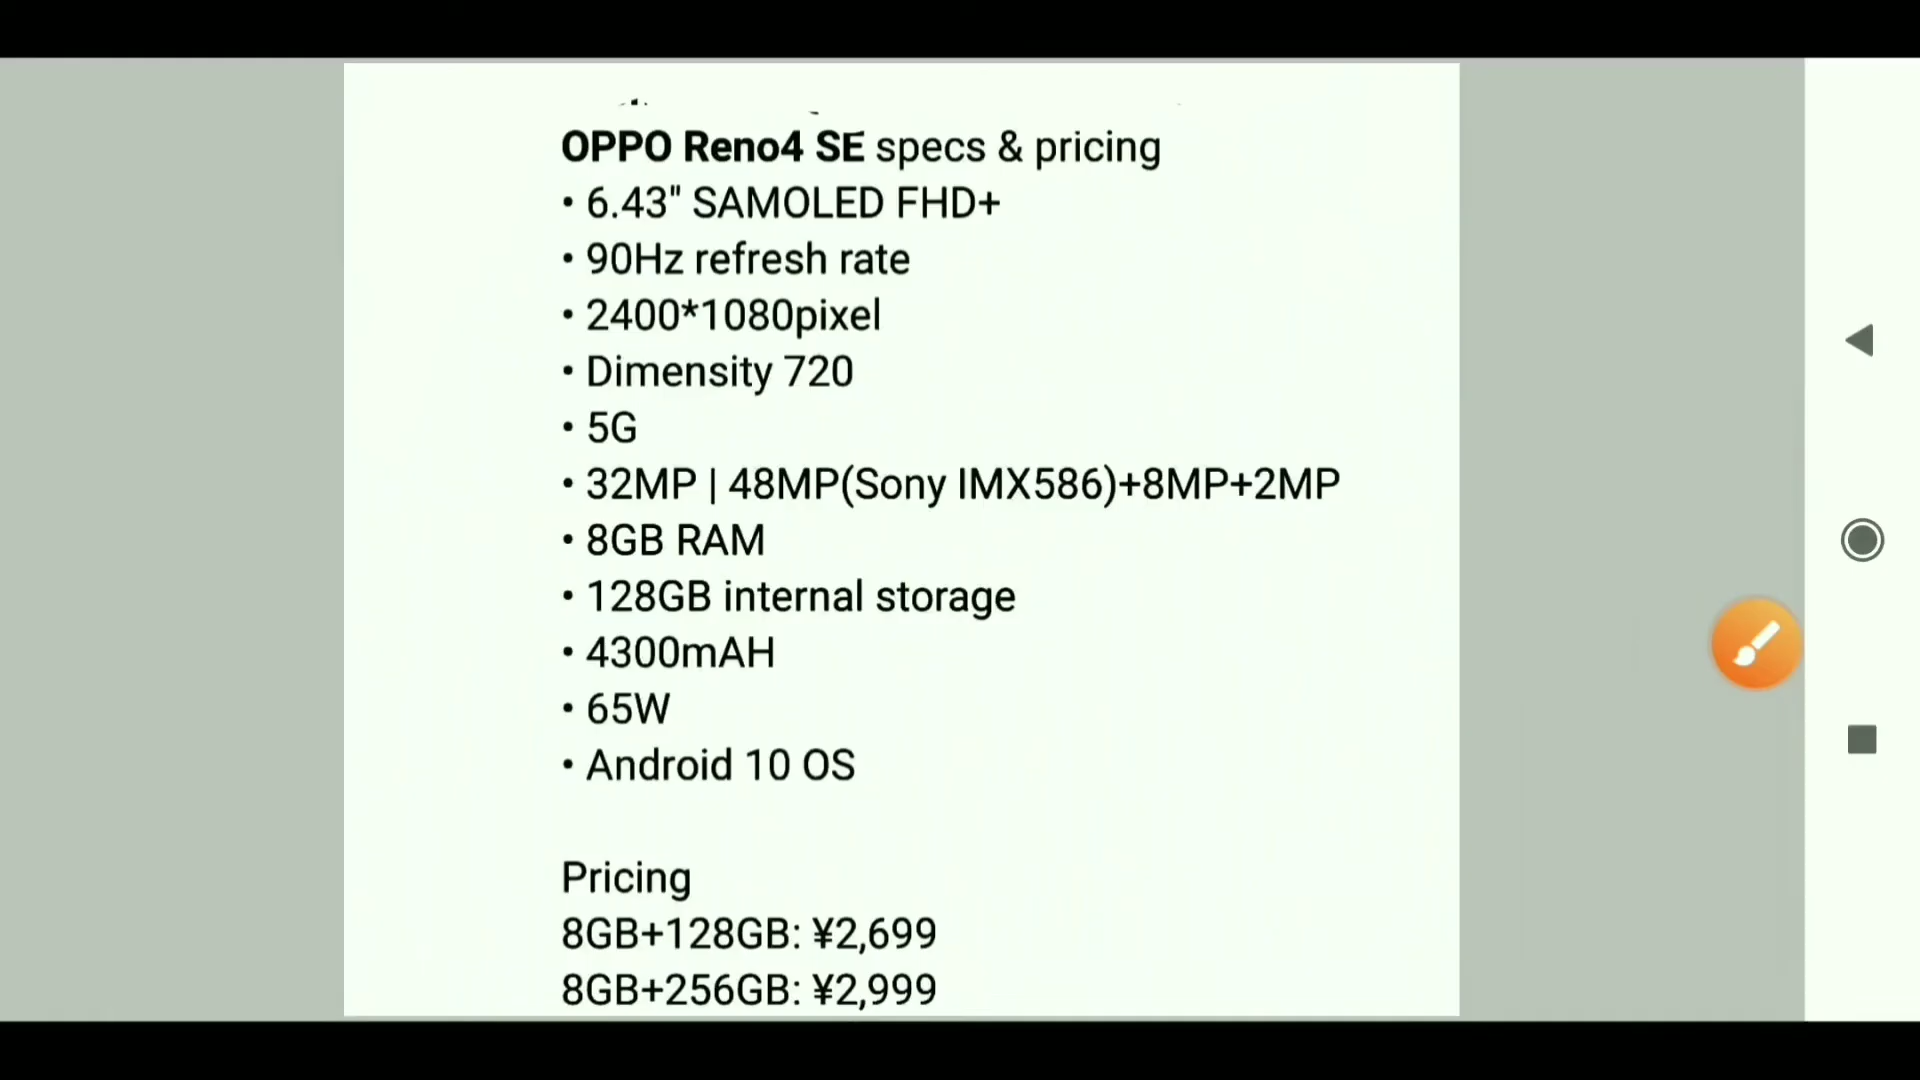 OPPO Reno4 SE specs & pricing
• 6.43" SAMOLED FHD+
• 90Hz refresh rate
• 2400*1080pixel
• Dimensity 720
• 5G
• 32MP | 48MP(Sony IMX586)+8MP+2MP
• 8GB RAM
• 128GB internal storage
• 4300mAH
• 65W
• Android 10 OS
Pricing
8GB+128GB: ¥2,699
8GB+256GB: ¥2,999